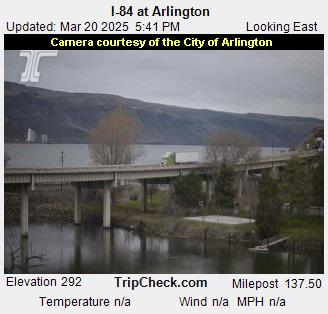 I-84 at Arlington
Updated: Mar 20 2025 5:41 PM Looking East
Camera courtesy of the City of Arlington
Elevation 292 TripCheck.com Milepost 137.50
Temperature n/a Wind n/a MPH n/a